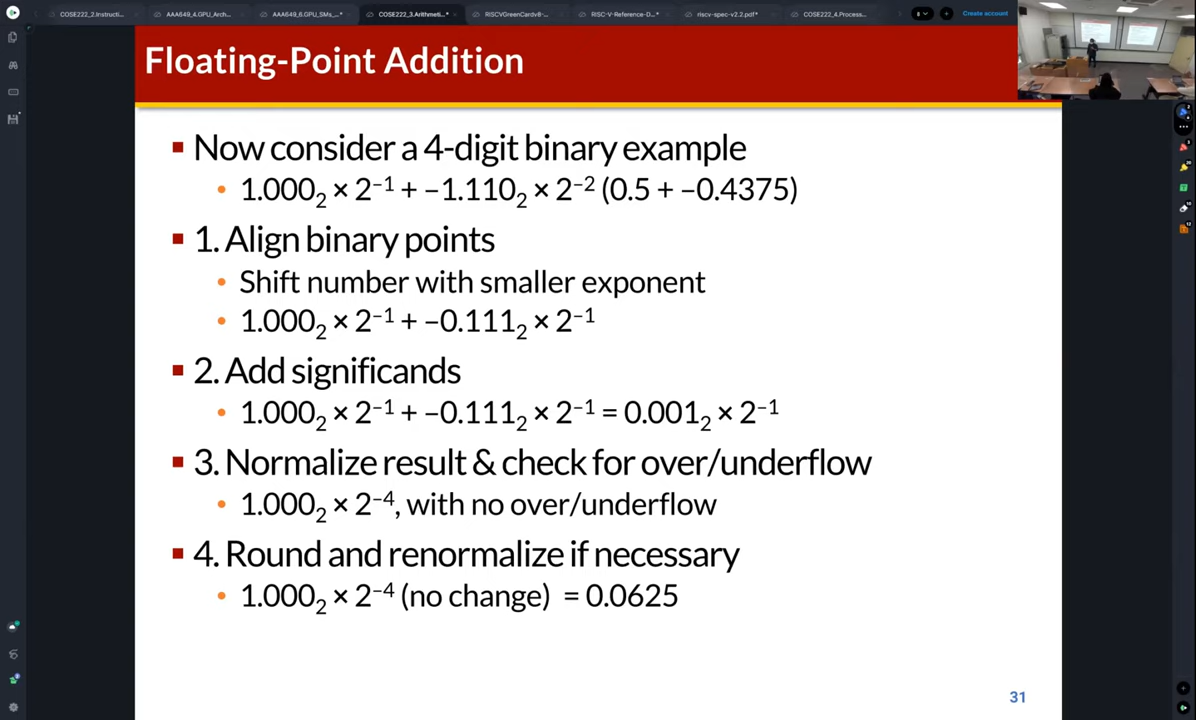 COSE222_2.Instructi...
AAA649_4.GPU_Arch...
AAA649_6.GPU_SMs_...*
COSE222_3.Arithmeti...*
RISCVGreenCardv8-...
RISC-V-Reference-D...*
riscv-spec-v2.2.pdf*
COSE222_4.Process...
Create account
Floating-Point Addition
▪ Now consider a 4-digit binary example
• 1.000₂ × 2⁻¹ + –1.110₂ × 2⁻² (0.5 + –0.4375)
▪ 1. Align binary points
• Shift number with smaller exponent
• 1.000₂ × 2⁻¹ + –0.111₂ × 2⁻¹
▪ 2. Add significands
• 1.000₂ × 2⁻¹ + –0.111₂ × 2⁻¹ = 0.001₂ × 2⁻¹
▪ 3. Normalize result & check for over/underflow
• 1.000₂ × 2⁻⁴, with no over/underflow
▪ 4. Round and renormalize if necessary
• 1.000₂ × 2⁻⁴ (no change) = 0.0625
31